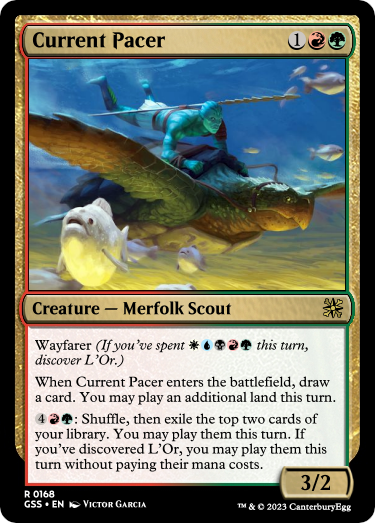 Current Pacer 1
Creature — Merfolk Scout
Wayfarer (If you've spent this turn,
discover L'Or.)
When Current Pacer enters the battlefield, draw
a card. You may play an additional land this turn.
4: Shuffle, then exile the top two cards of
your library. You may play them this turn. If
you've discovered L'Or, you may play them this
turn without paying their mana costs.
3/2
R 0168
GSS • EN VICTOR GARCIA ™ & © 2023 CanterburyEgg